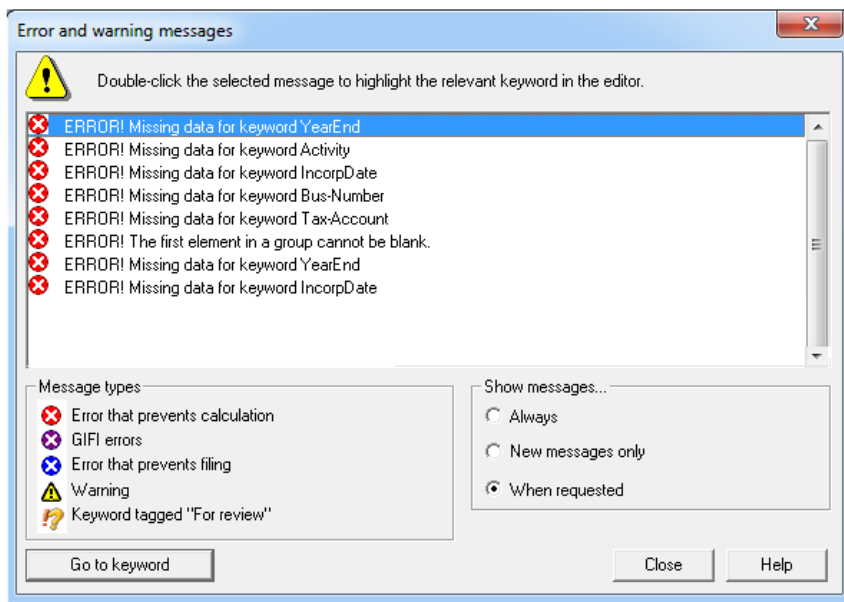 Error and warning messages
Double-click the selected message to highlight the relevant keyword in the editor.
ERROR! Missing data for keyword YearEnd
ERROR! Missing data for keyword Activity
ERROR! Missing data for keyword IncorpDate
ERROR! Missing data for keyword Bus-Number
ERROR! Missing data for keyword Tax-Account
ERROR! The first element in a group cannot be blank.
ERROR! Missing data for keyword YearEnd
ERROR! Missing data for keyword IncorpDate
Message types
Error that prevents calculation
GIFI errors
Error that prevents filing
Warning
Keyword tagged "For review"
Show messages...
Always
New messages only
When requested
Go to keyword
Close
Help